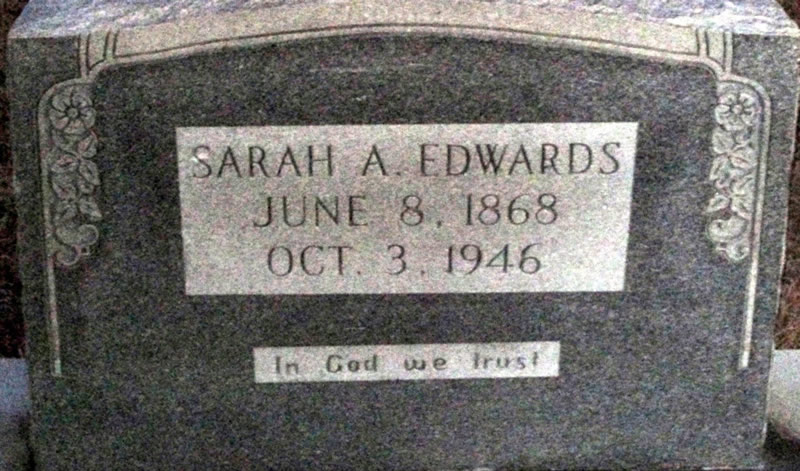 SARAH A. EDWARDS
JUNE 8, 1868
OCT. 3, 1946
In God we trust